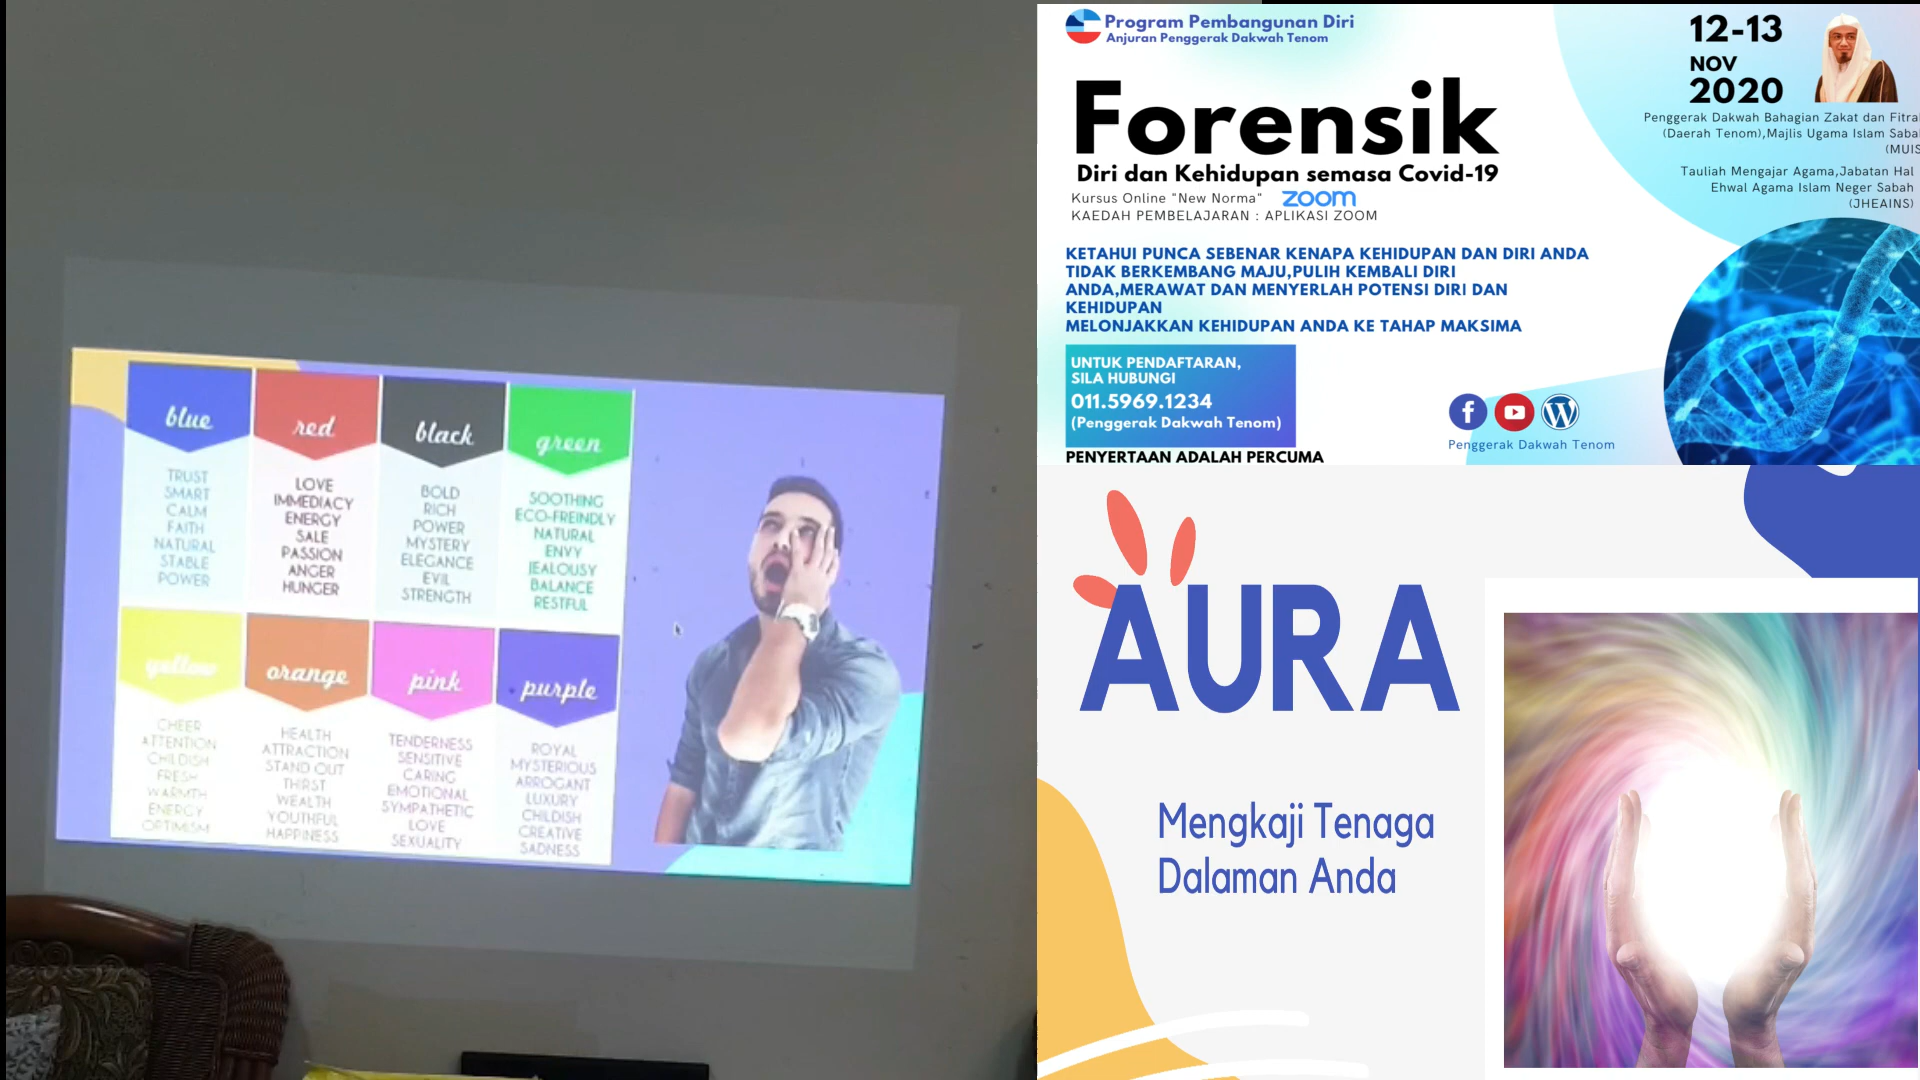 blue
TRUST
SMART
CALM
FAITH
NATURAL
STABLE
POWER
red
LOVE
IMMEDIACY
ENERGY
SALE
PASSION
ANGER
HUNGER
black
BOLD
RICH
POWER
MYSTERY
ELEGANCE
EVIL
STRENGTH
green
SOOTHING
ECO-FREINDLY
NATURAL
ENVY
JEALOUSY
BALANCE
RESTFUL
yellow
CHEER
ATTENTION
CHILDISH
FRESH
WARMTH
ENERGY
OPTIMISM
orange
HEALTH
ATTRACTION
STAND OUT
THIRST
WEALTH
YOUTHFUL
HAPPINESS
pink
TENDERNESS
SENSITIVE
CARING
EMOTIONAL
SYMPATHETIC
LOVE
SEXUALITY
purple
ROYAL
MYSTERIOUS
ARROGANT
LUXURY
CHILDISH
CREATIVE
SADNESS
Program Pembangunan Diri
Anjuran Penggerak Dakwah Tenom
12-13
NOV
2020
Penggerak Dakwah Bahagian Zakat dan Fitra
(Daerah Tenom),Majlis Ugama Islam Saba
(MUIS
Tauliah Mengajar Agama,Jabatan Hal
Ehwal Agama Islam Neger Sabah
(JHEAINS)
Forensik
Diri dan Kehidupan semasa Covid-19
Kursus Online "New Norma" zoom
KAEDAH PEMBELAJARAN : APLIKASI ZOOM
KETAHUI PUNCA SEBENAR KENAPA KEHIDUPAN DAN DIRI ANDA
TIDAK BERKEMBANG MAJU,PULIH KEMBALI DIRI
ANDA,MERAWAT DAN MENYERLAH POTENSI DIRI DAN
KEHIDUPAN
MELONJAKKAN KEHIDUPAN ANDA KE TAHAP MAKSIMA
UNTUK PENDAFTARAN,
SILA HUBUNGI
011.5969.1234
(Penggerak Dakwah Tenom)
PENYERTAAN ADALAH PERCUMA
Penggerak Dakwah Tenom
AURA
Mengkaji Tenaga
Dalaman Anda